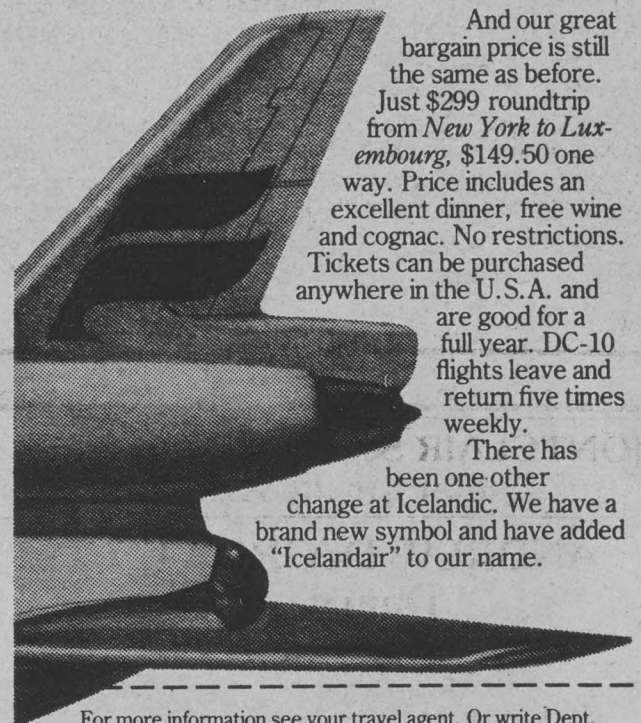 And our great
bargain price is still
the same as before.
Just $299 roundtrip
from New York to Lux-
embourg, $149.50 one
way. Price includes an
excellent dinner, free wine
and cognac. No restrictions.
Tickets can be purchased
anywhere in the U.S.A. and
are good for a
full year. DC-10
flights leave and
return five times
weekly.
There has
been one other
change at Icelandic. We have a
brand new symbol and have added
"Icelandair" to our name.
For more information see your travel agent. Or write Dept.